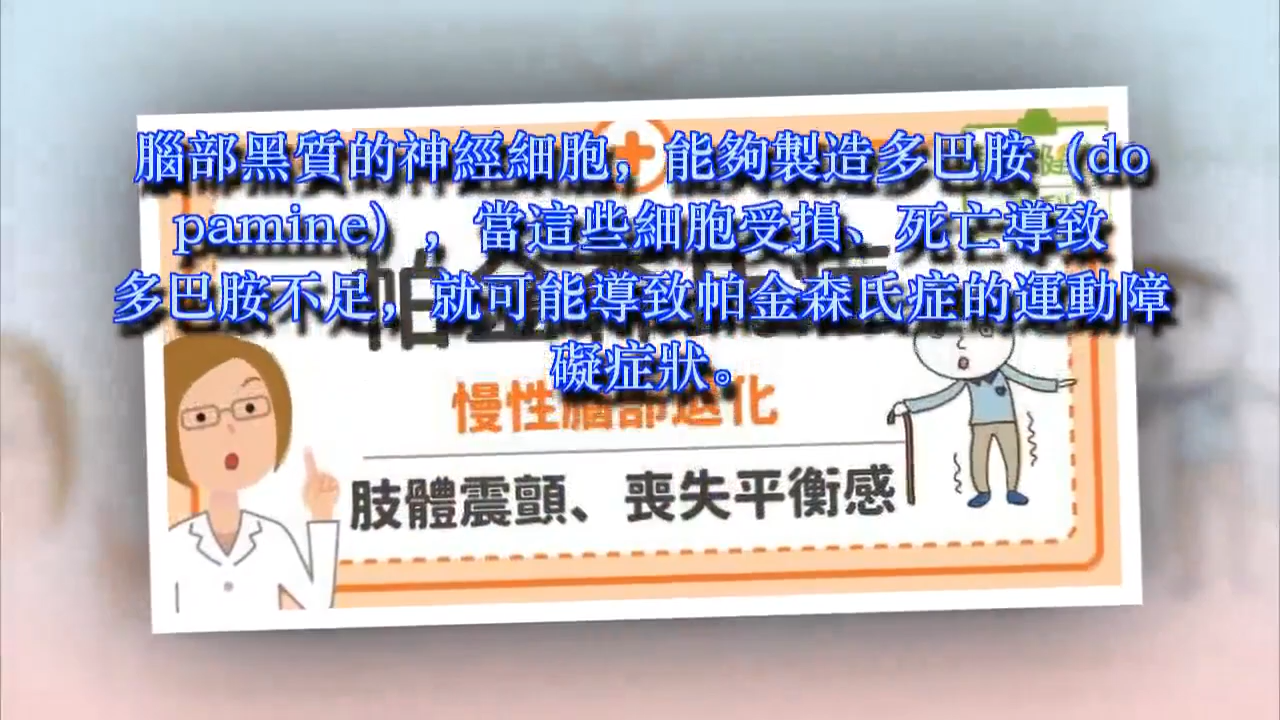 腦部黑質的神經細胞，能夠製造多巴胺（do
pamine），當這些細胞受損、死亡導致
多巴胺不足，就可能導致帕金森氏症的運動障
礙症狀。
慢性腦部退化
肢體震顫、喪失平衡感